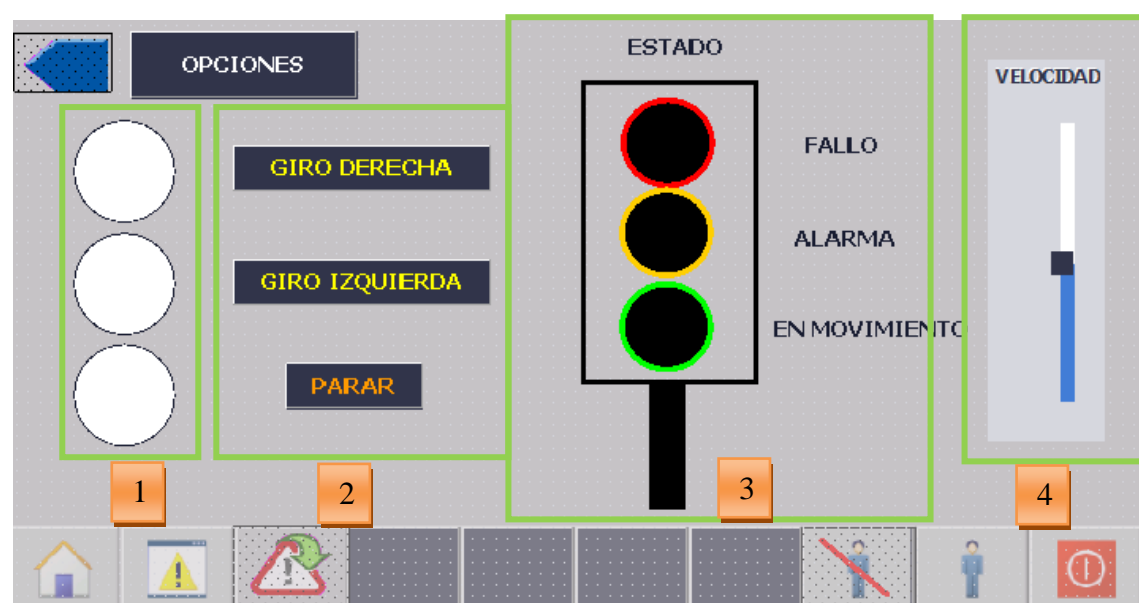 OPCIONES
ESTADO
VELOCIDAD
GIRO DERECHA
FALLO
GIRO IZQUIERDA
ALARMA
PARAR
EN MOVIMIENTO
1
2
3
4